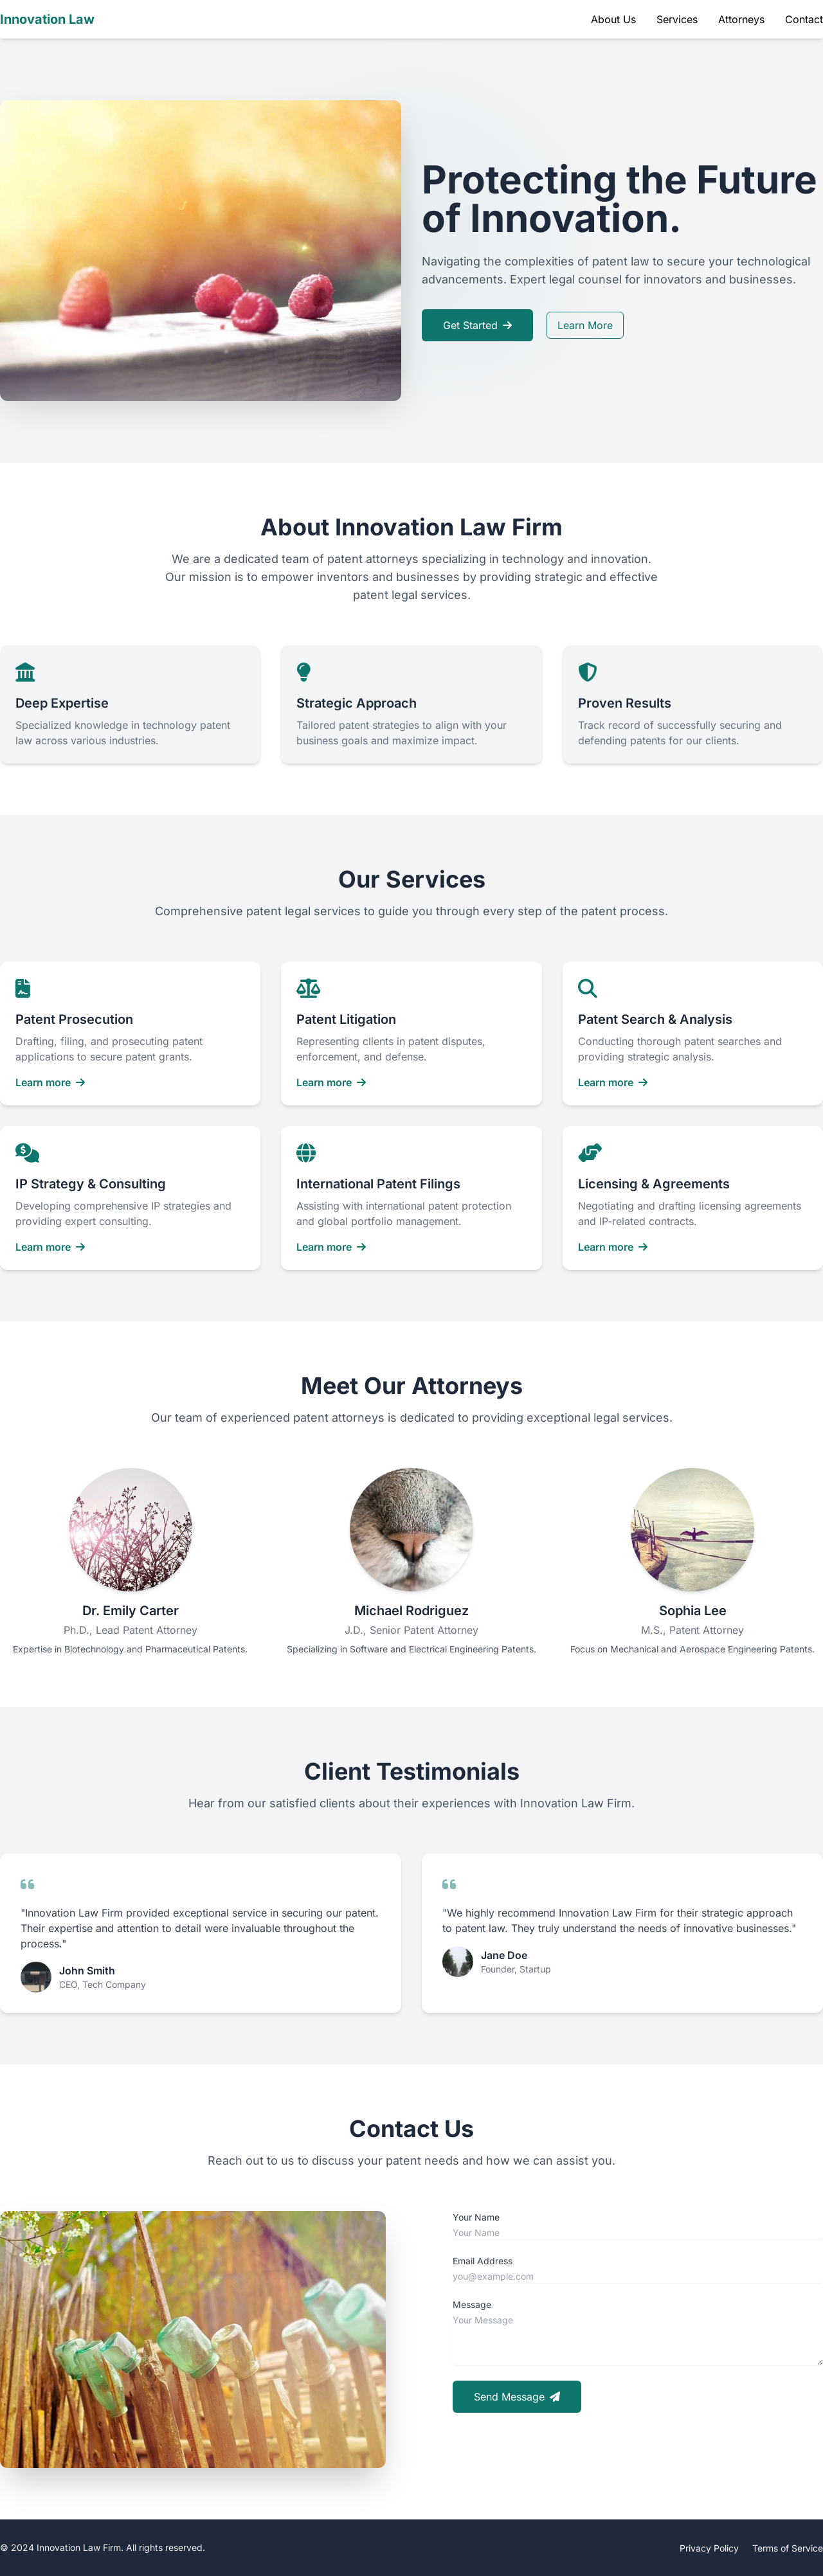 Innovation Law
About Us
Services
Attorneys
Contact
Protecting the Future
of Innovation.
Navigating the complexities of patent law to secure your technological
advancements. Expert legal counsel for innovators and businesses.
Get Started
Learn More
About Innovation Law Firm
We are a dedicated team of patent attorneys specializing in technology and innovation.
Our mission is to empower inventors and businesses by providing strategic and effective
patent legal services.
Deep Expertise
Specialized knowledge in technology patent
law across various industries.
Strategic Approach
Tailored patent strategies to align with your
business goals and maximize impact.
Proven Results
Track record of successfully securing and
defending patents for our clients.
Our Services
Comprehensive patent legal services to guide you through every step of the patent process.
Patent Prosecution
Drafting, filing, and prosecuting patent
applications to secure patent grants.
Learn more
Patent Litigation
Representing clients in patent disputes,
enforcement, and defense.
Learn more
Patent Search & Analysis
Conducting thorough patent searches and
providing strategic analysis.
Learn more
IP Strategy & Consulting
Developing comprehensive IP strategies and
providing expert consulting.
Learn more
International Patent Filings
Assisting with international patent protection
and global portfolio management.
Learn more
Licensing & Agreements
Negotiating and drafting licensing agreements
and IP-related contracts.
Learn more
Meet Our Attorneys
Our team of experienced patent attorneys is dedicated to providing exceptional legal services.
Dr. Emily Carter
Ph.D., Lead Patent Attorney
Expertise in Biotechnology and Pharmaceutical Patents.
Michael Rodriguez
J.D., Senior Patent Attorney
Specializing in Software and Electrical Engineering Patents.
Sophia Lee
M.S., Patent Attorney
Focus on Mechanical and Aerospace Engineering Patents.
Client Testimonials
Hear from our satisfied clients about their experiences with Innovation Law Firm.
"Innovation Law Firm provided exceptional service in securing our patent.
Their expertise and attention to detail were invaluable throughout the
process."
John Smith
CEO, Tech Company
"We highly recommend Innovation Law Firm for their strategic approach
to patent law. They truly understand the needs of innovative businesses."
Jane Doe
Founder, Startup
Contact Us
Reach out to us to discuss your patent needs and how we can assist you.
Your Name
Your Name
Email Address
you@example.com
Message
Your Message
Send Message
© 2024 Innovation Law Firm. All rights reserved.
Privacy Policy
Terms of Service